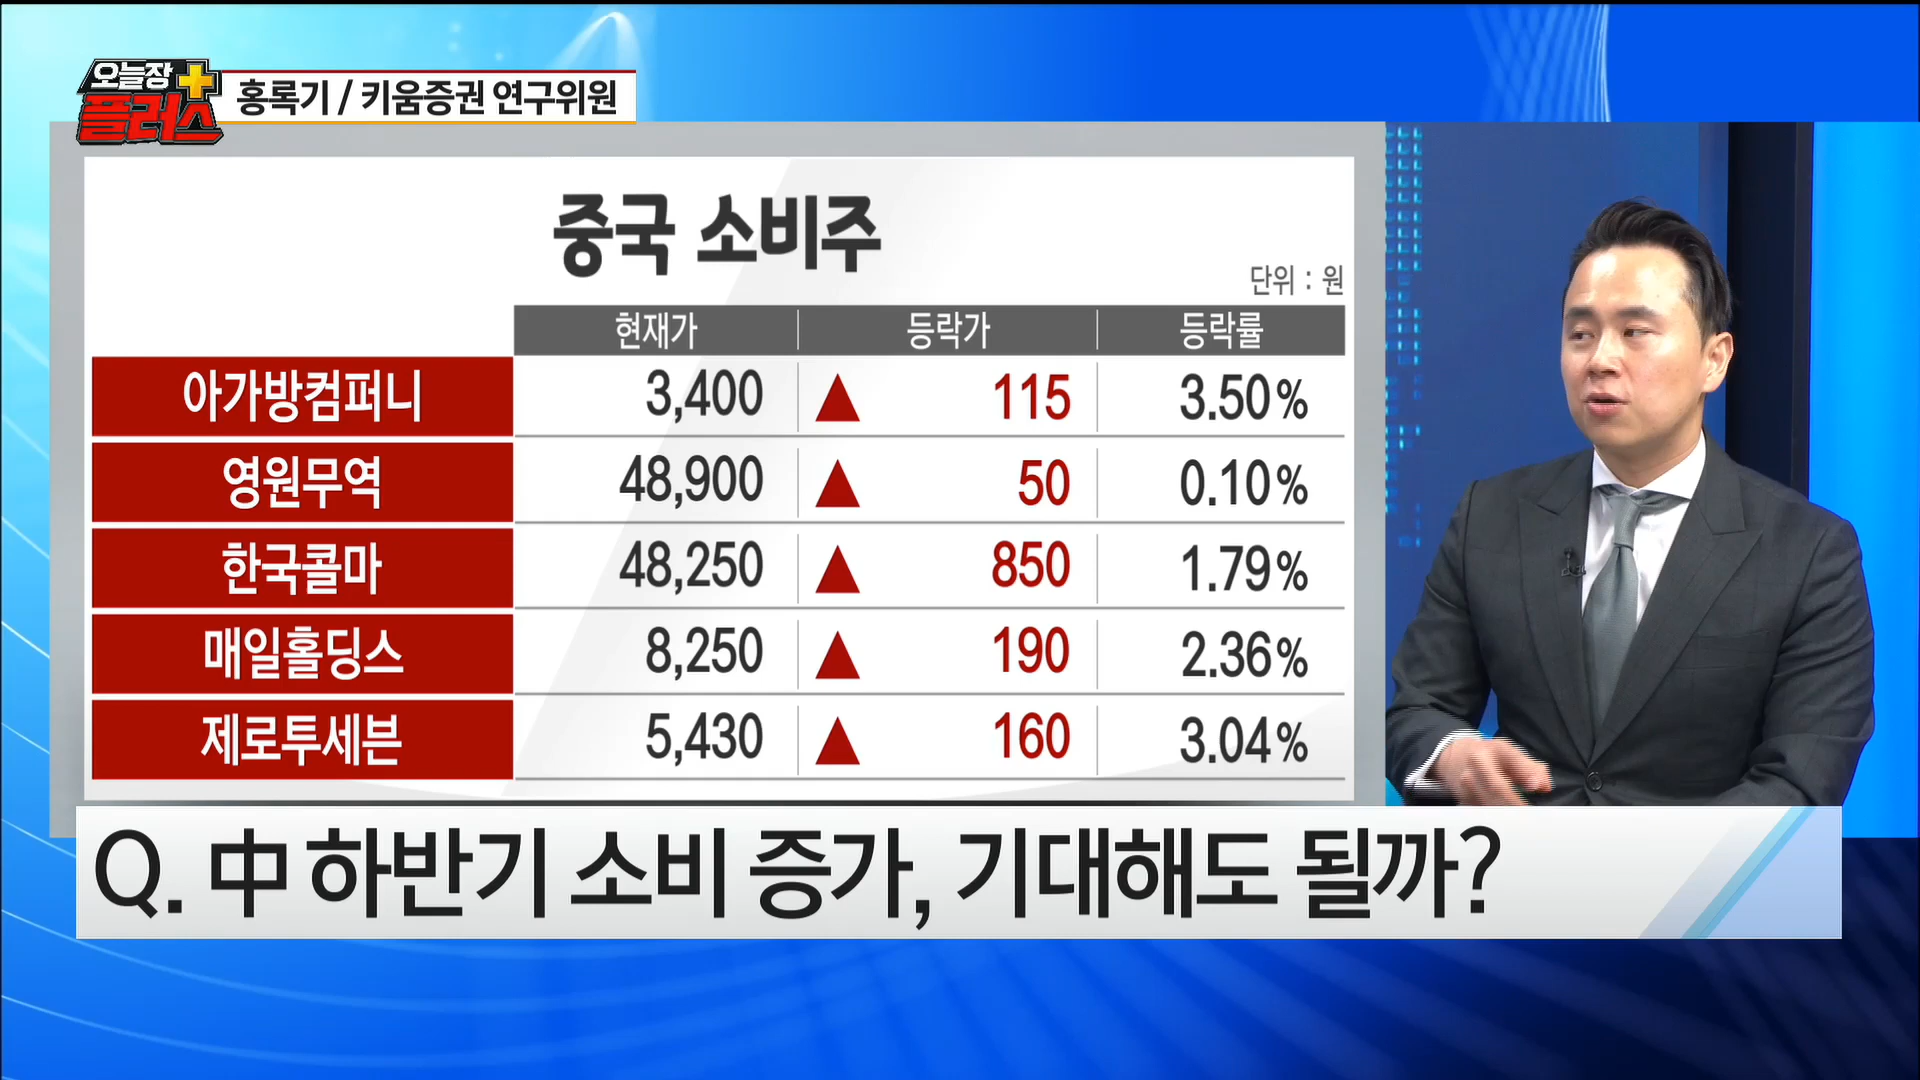 오늘장
플러스
홍록기 / 키움증권 연구위원
중국 소비주
단위 : 원
현재가 등락가 등락률
아가방컴퍼니 3,400 ▲ 115 3.50%
영원무역 48,900 ▲ 50 0.10%
한국콜마 48,250 ▲ 850 1.79%
매일홀딩스 8,250 ▲ 190 2.36%
제로투세븐 5,430 ▲ 160 3.04%
Q. 中 하반기 소비 증가, 기대해도 될까?